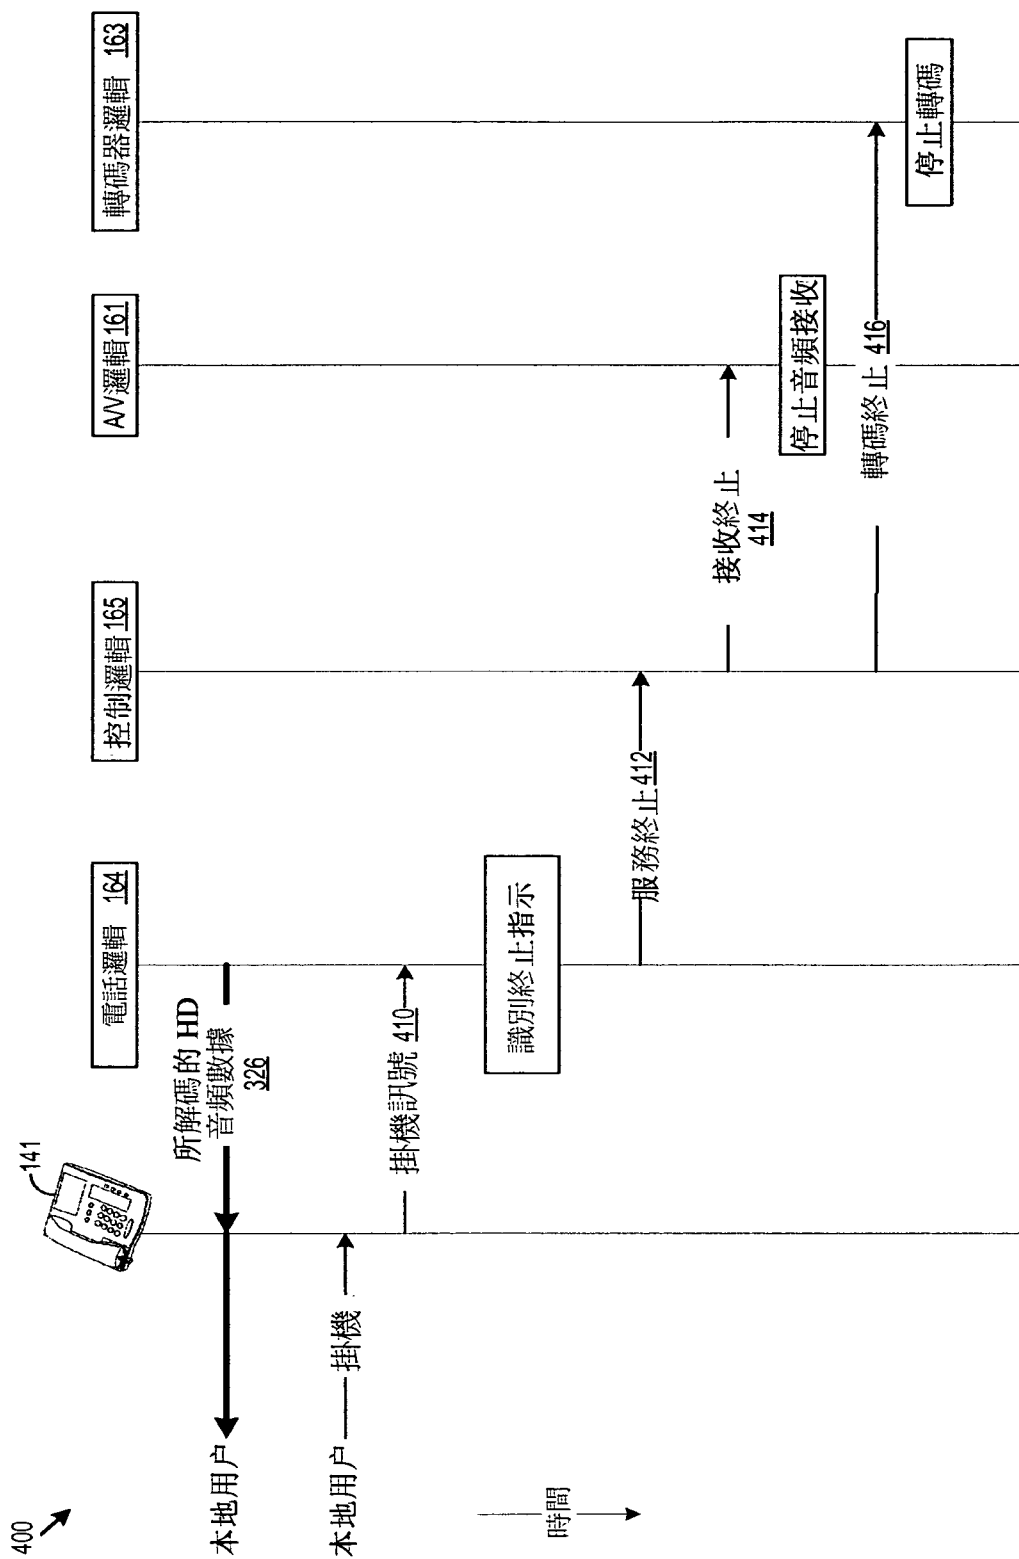 400
141
電話邏輯 164
控制邏輯 165
A/V邏輯 161
轉碼器邏輯 163
本地用户
所解碼的 HD
音頻數據
326
本地用户
掛機
掛機訊號 410
識別終止指示
時間
服務終止 412
接收終止
414
停止音頻接收
轉碼終止 416
停止轉碼